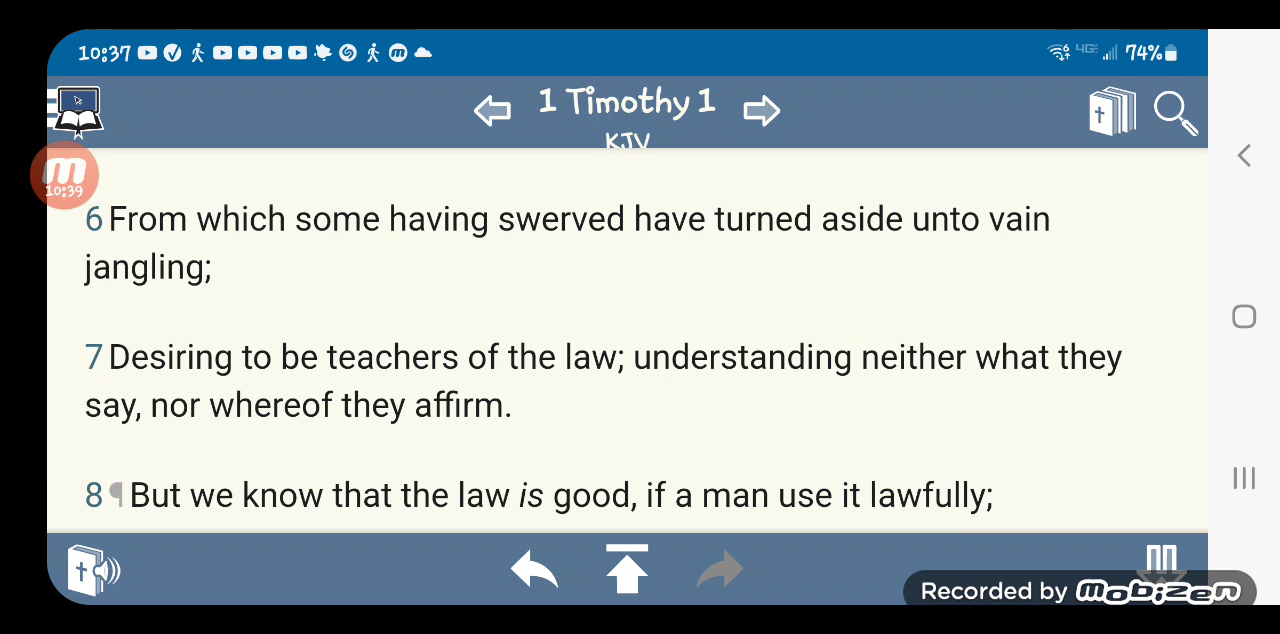 10:37 4GE 74%
1 Timothy 1
KJV
m
10:39
6 From which some having swerved have turned aside unto vain
jangling;
7 Desiring to be teachers of the law; understanding neither what they
say, nor whereof they affirm.
8 ¶ But we know that the law is good, if a man use it lawfully;
Recorded by mobizen